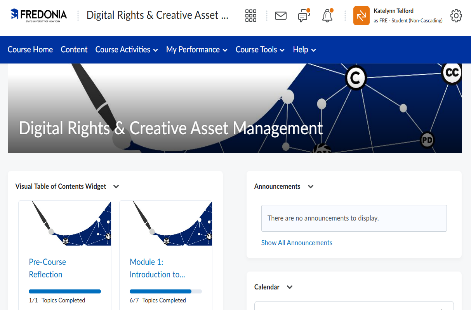 FREDONIA
Digital Rights & Creative Asset ...
Katelynn Telford
as FRE - Student (Non-Cascading)
Course Home Content Course Activities My Performance Course Tools Help
C
CC
PD
Digital Rights & Creative Asset Management
Visual Table of Contents Widget
Pre-Course
Reflection
1/1 Topics Completed
Module 1:
Introduction to...
6/7 Topics Completed
Announcements
There are no announcements to display.
Show All Announcements
Calendar